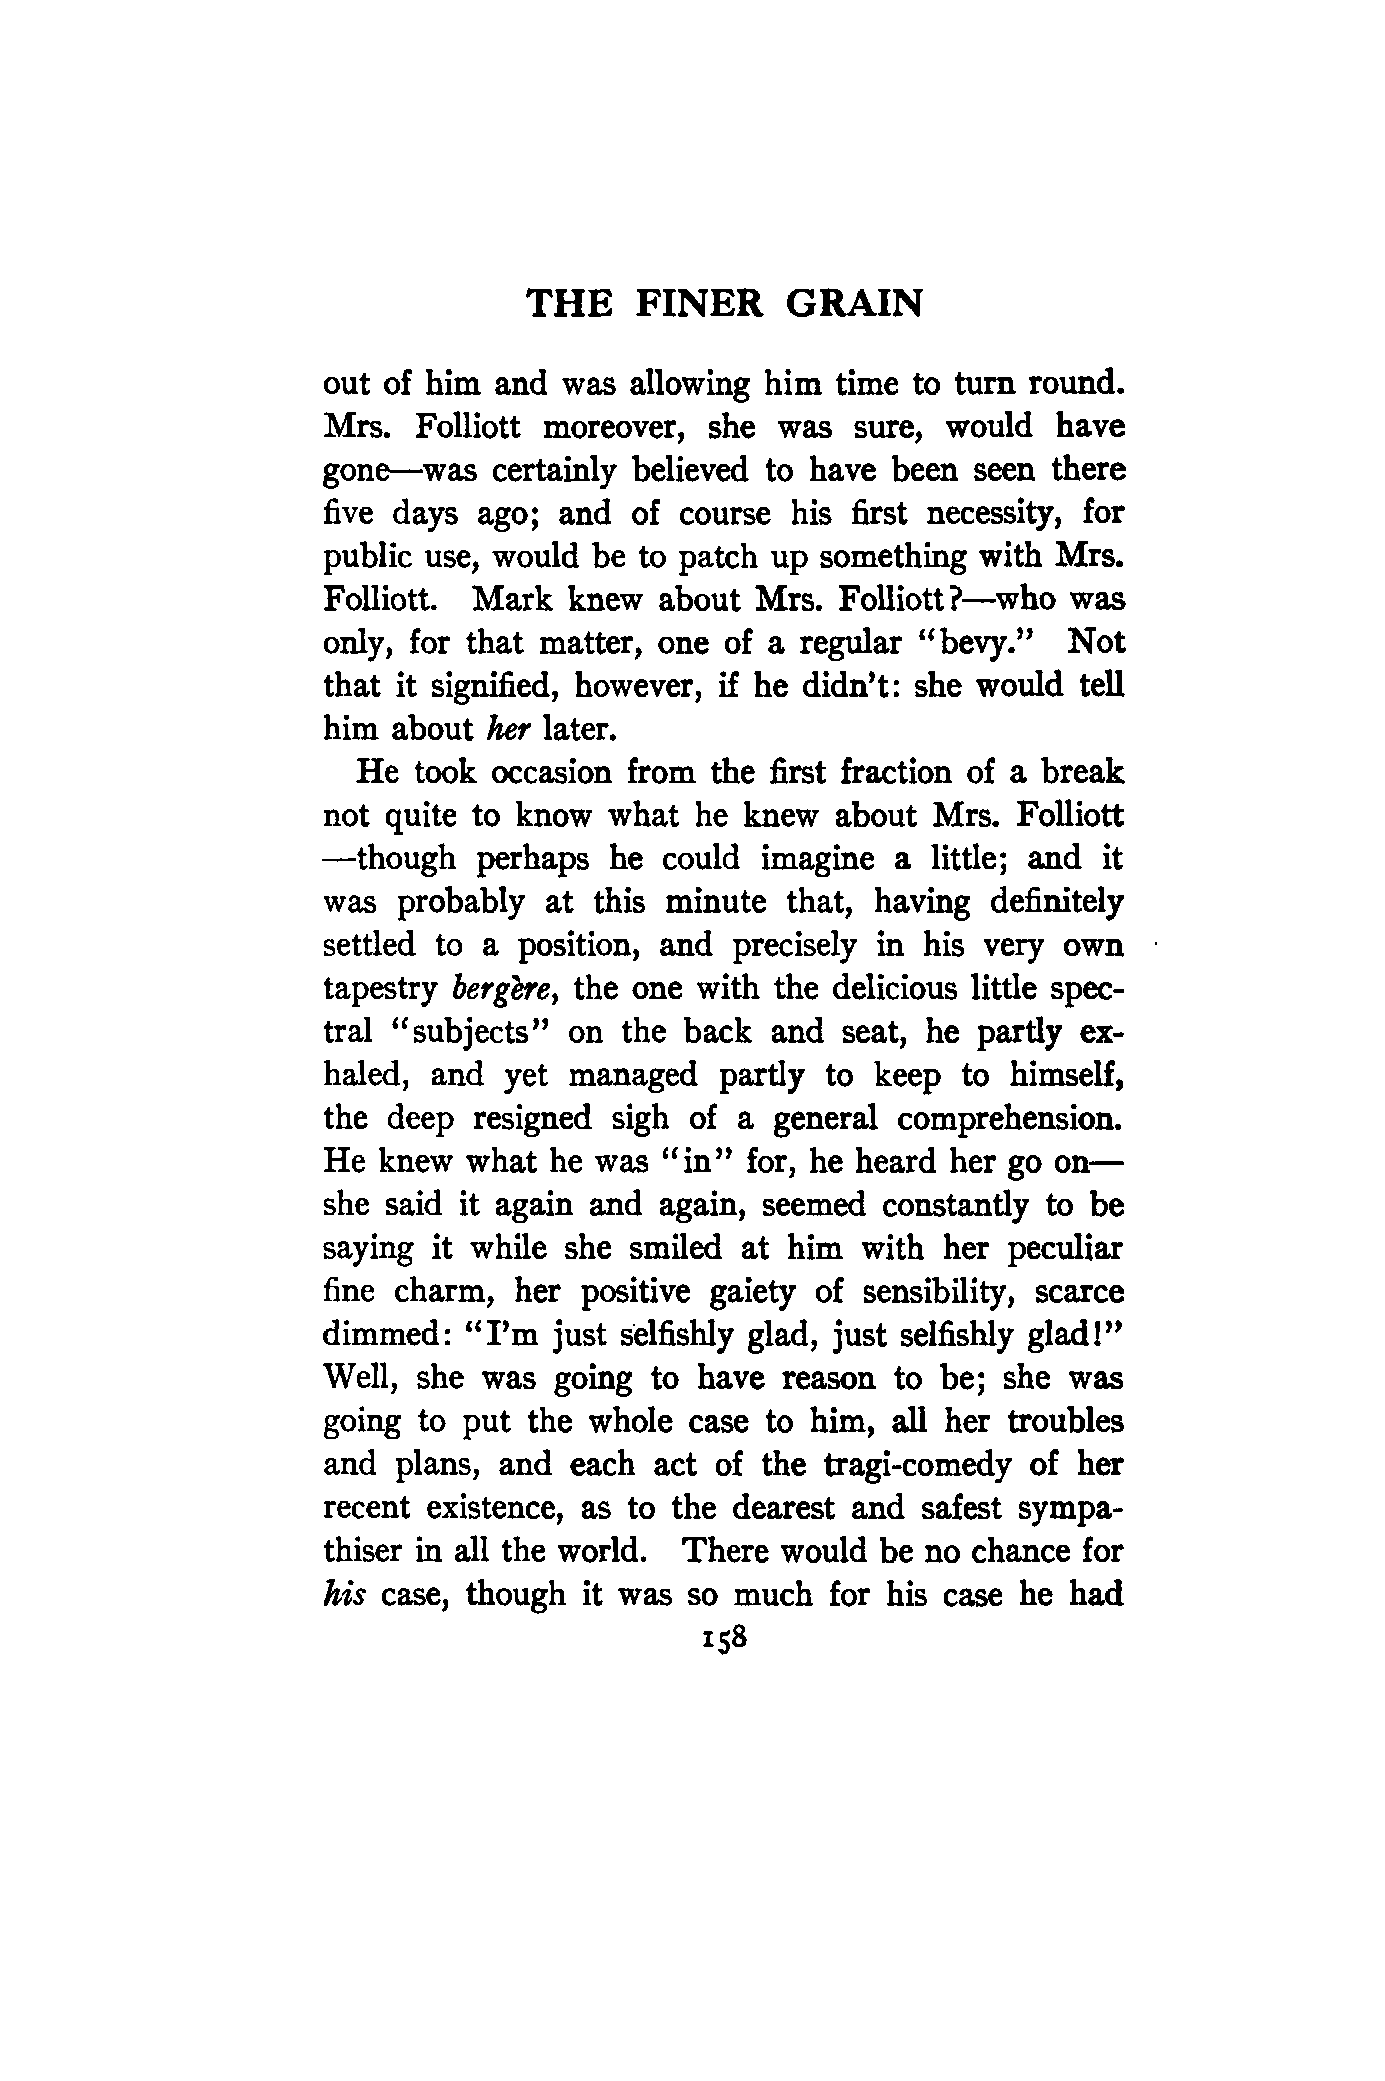 THE FINER GRAIN
out of him and was allowing him time to turn round.
Mrs. Folliott moreover, she was sure, would have
gone—was certainly believed to have been seen there
five days ago; and of course his first necessity, for
public use, would be to patch up something with Mrs.
Folliott. Mark knew about Mrs. Folliott?—who was
only, for that matter, one of a regular “bevy.” Not
that it signified, however, if he didn’t: she would tell
him about her later.
He took occasion from the first fraction of a break
not quite to know what he knew about Mrs. Folliott
—though perhaps he could imagine a little; and it
was probably at this minute that, having definitely
settled to a position, and precisely in his very own
tapestry bergère, the one with the delicious little spec-
tral “subjects” on the back and seat, he partly ex-
haled, and yet managed partly to keep to himself,
the deep resigned sigh of a general comprehension.
He knew what he was “in” for, he heard her go on—
she said it again and again, seemed constantly to be
saying it while she smiled at him with her peculiar
fine charm, her positive gaiety of sensibility, scarce
dimmed: “I’m just selfishly glad, just selfishly glad!”
Well, she was going to have reason to be; she was
going to put the whole case to him, all her troubles
and plans, and each act of the tragi-comedy of her
recent existence, as to the dearest and safest sympa-
thiser in all the world. There would be no chance for
his case, though it was so much for his case he had
158